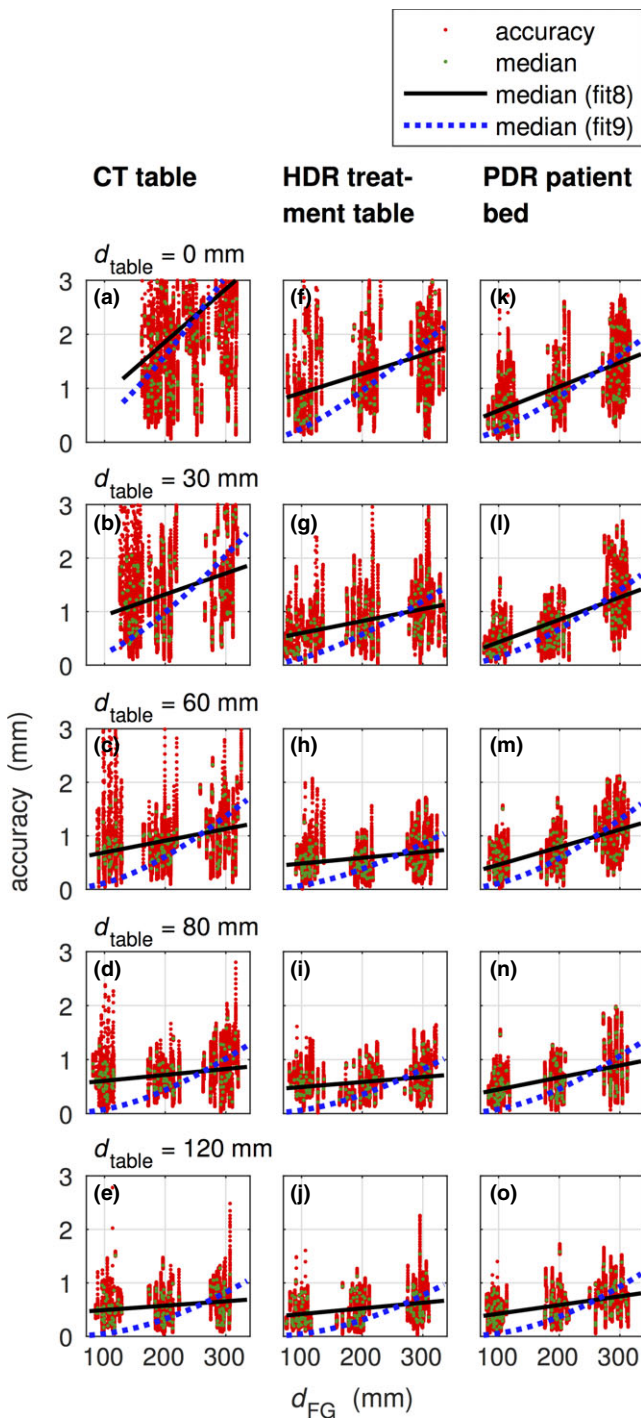 accuracy
median
median (fit8)
median (fit9)
CT table
HDR treat-
ment table
PDR patient
bed
d_table = 0 mm
3
2
1
0
(a)
(f)
(k)
d_table = 30 mm
3
2
1
0
(b)
(g)
(l)
d_table = 60 mm
3
2
1
0
(c)
(h)
(m)
d_table = 80 mm
3
2
1
0
(d)
(i)
(n)
d_table = 120 mm
3
2
1
0
(e)
(j)
(o)
100 200 300 100 200 300 100 200 300
accuracy (mm)
d_FG (mm)